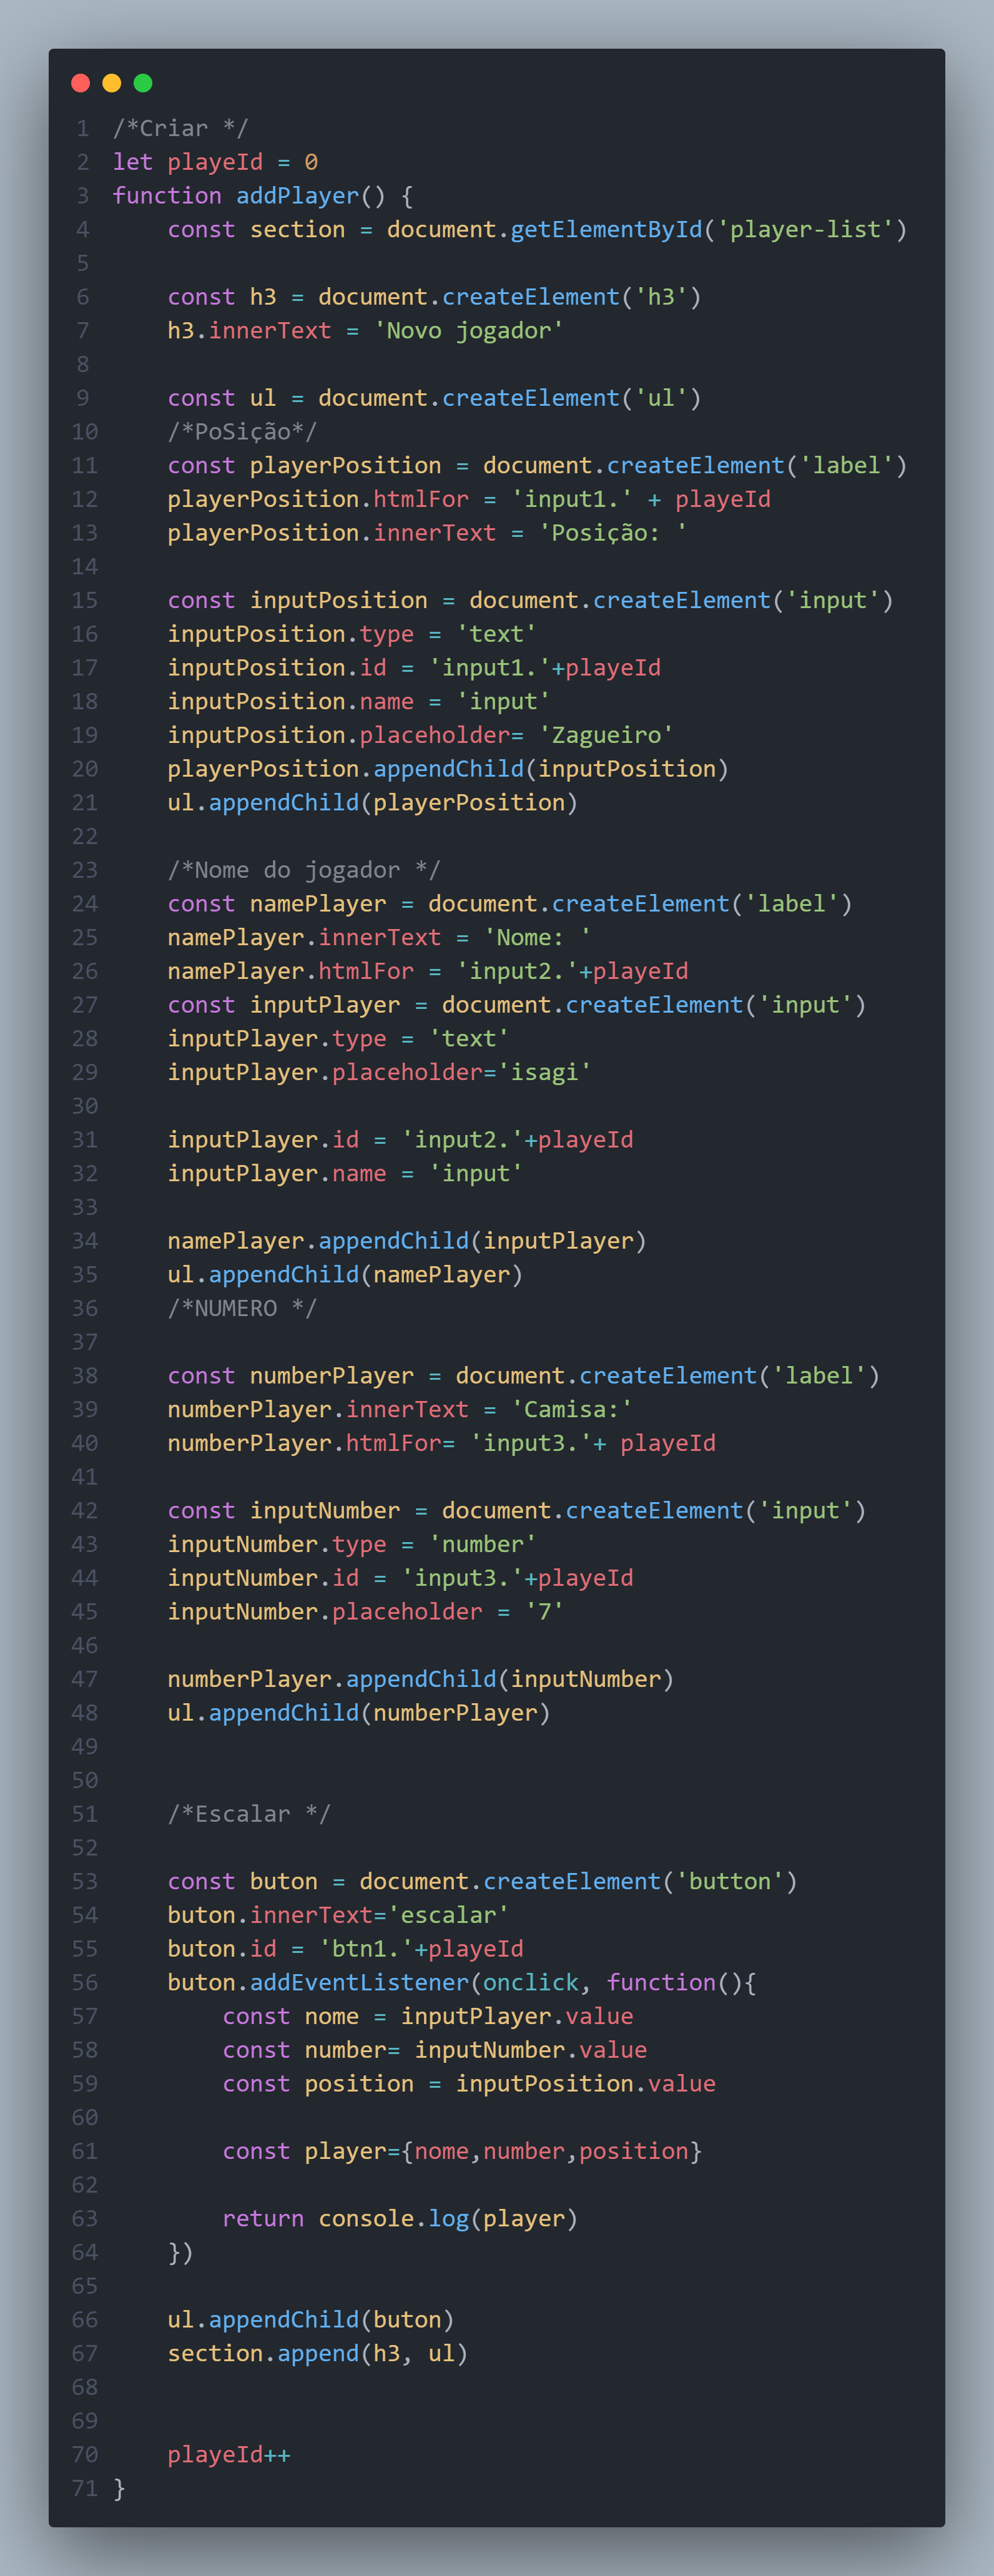 1 /*Criar */
2 let playeId = 0
3 function addPlayer() {
4     const section = document.getElementById('player-list')
5
6     const h3 = document.createElement('h3')
7     h3.innerText = 'Novo jogador'
8
9     const ul = document.createElement('ul')
10     /*PoSição*/
11     const playerPosition = document.createElement('label')
12     playerPosition.htmlFor = 'input1.' + playeId
13     playerPosition.innerText = 'Posição: '
14
15     const inputPosition = document.createElement('input')
16     inputPosition.type = 'text'
17     inputPosition.id = 'input1.'+playeId
18     inputPosition.name = 'input'
19     inputPosition.placeholder= 'Zagueiro'
20     playerPosition.appendChild(inputPosition)
21     ul.appendChild(playerPosition)
22
23     /*Nome do jogador */
24     const namePlayer = document.createElement('label')
25     namePlayer.innerText = 'Nome: '
26     namePlayer.htmlFor = 'input2.'+playeId
27     const inputPlayer = document.createElement('input')
28     inputPlayer.type = 'text'
29     inputPlayer.placeholder='isagi'
30
31     inputPlayer.id = 'input2.'+playeId
32     inputPlayer.name = 'input'
33
34     namePlayer.appendChild(inputPlayer)
35     ul.appendChild(namePlayer)
36     /*NUMERO */
37
38     const numberPlayer = document.createElement('label')
39     numberPlayer.innerText = 'Camisa:'
40     numberPlayer.htmlFor= 'input3.'+ playeId
41
42     const inputNumber = document.createElement('input')
43     inputNumber.type = 'number'
44     inputNumber.id = 'input3.'+playeId
45     inputNumber.placeholder = '7'
46
47     numberPlayer.appendChild(inputNumber)
48     ul.appendChild(numberPlayer)
49
50
51     /*Escalar */
52
53     const buton = document.createElement('button')
54     buton.innerText='escalar'
55     buton.id = 'btn1.'+playeId
56     buton.addEventListener(onclick, function(){
57         const nome = inputPlayer.value
58         const number= inputNumber.value
59         const position = inputPosition.value
60
61         const player={nome,number,position}
62
63         return console.log(player)
64     })
65
66     ul.appendChild(buton)
67     section.append(h3, ul)
68
69
70     playeId++
71 }